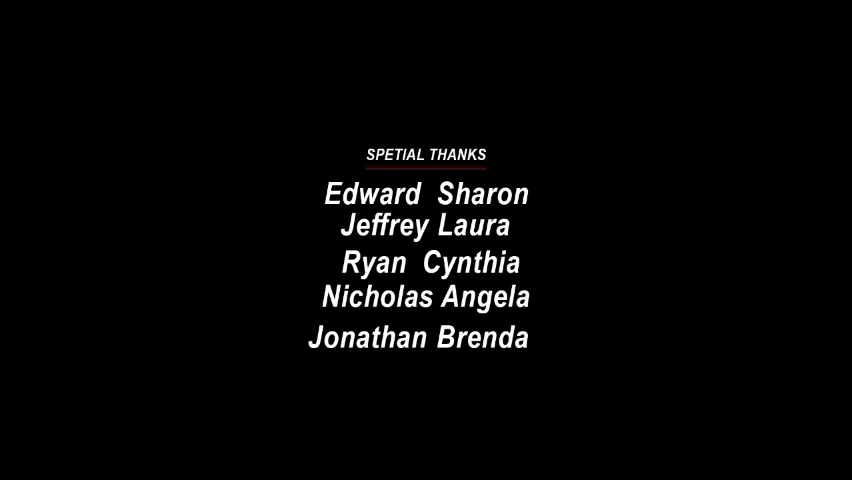 SPETIAL THANKS
Edward Sharon
Jeffrey Laura
Ryan Cynthia
Nicholas Angela
Jonathan Brenda